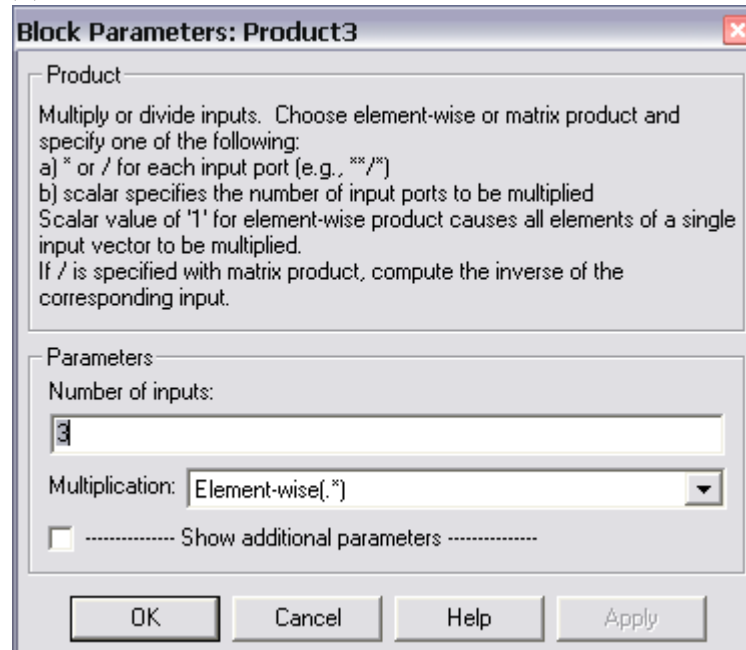 Block Parameters: Product3
Product
Multiply or divide inputs. Choose element-wise or matrix product and
specify one of the following:
a) * or / for each input port (e.g., **/*)
b) scalar specifies the number of input ports to be multiplied
Scalar value of '1' for element-wise product causes all elements of a single
input vector to be multiplied.
If / is specified with matrix product, compute the inverse of the
corresponding input.
Parameters
Number of inputs:
3
Multiplication: Element-wise(.*)
--------------- Show additional parameters ---------------
OK Cancel Help Apply